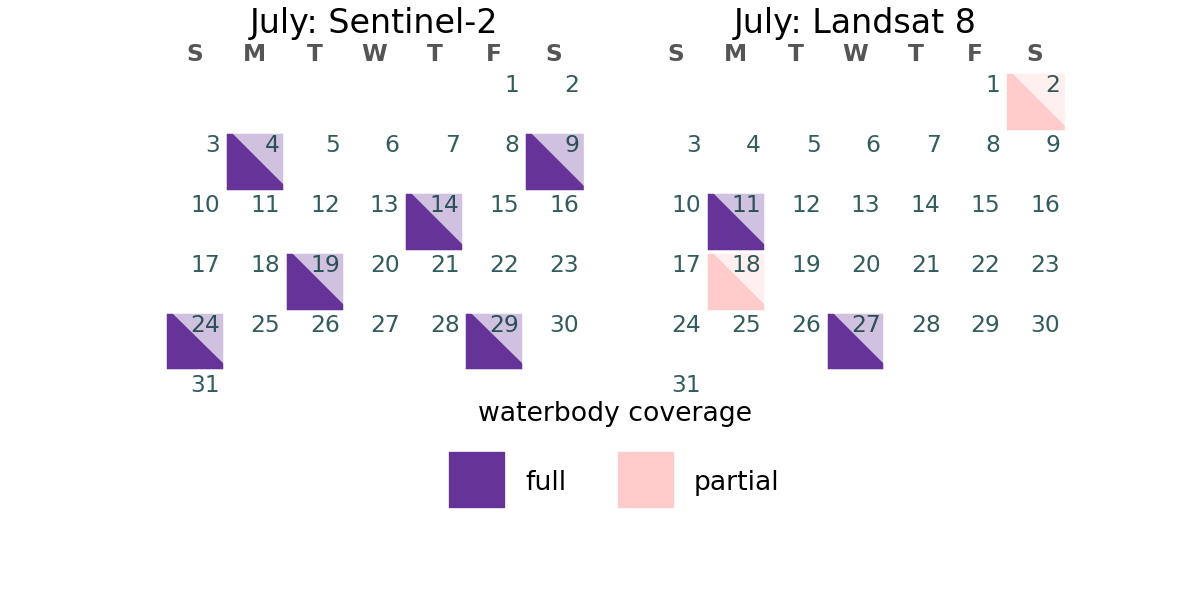 July: Sentinel-2
S M T W T F S
1 2
3 4 5 6 7 8 9
10 11 12 13 14 15 16
17 18 19 20 21 22 23
24 25 26 27 28 29 30
31
July: Landsat 8
S M T W T F S
1 2
3 4 5 6 7 8 9
10 11 12 13 14 15 16
17 18 19 20 21 22 23
24 25 26 27 28 29 30
31
waterbody coverage
full partial